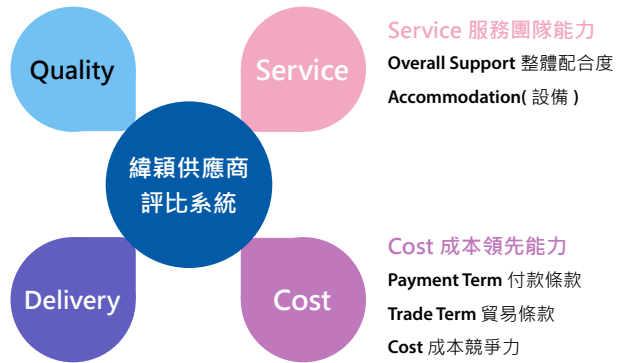 Quality
Service
緯穎供應商
評比系統
Delivery
Cost
Service 服務團隊能力
Overall Support 整體配合度
Accommodation( 設備 )
Cost 成本領先能力
Payment Term 付款條款
Trade Term 貿易條款
Cost 成本競爭力